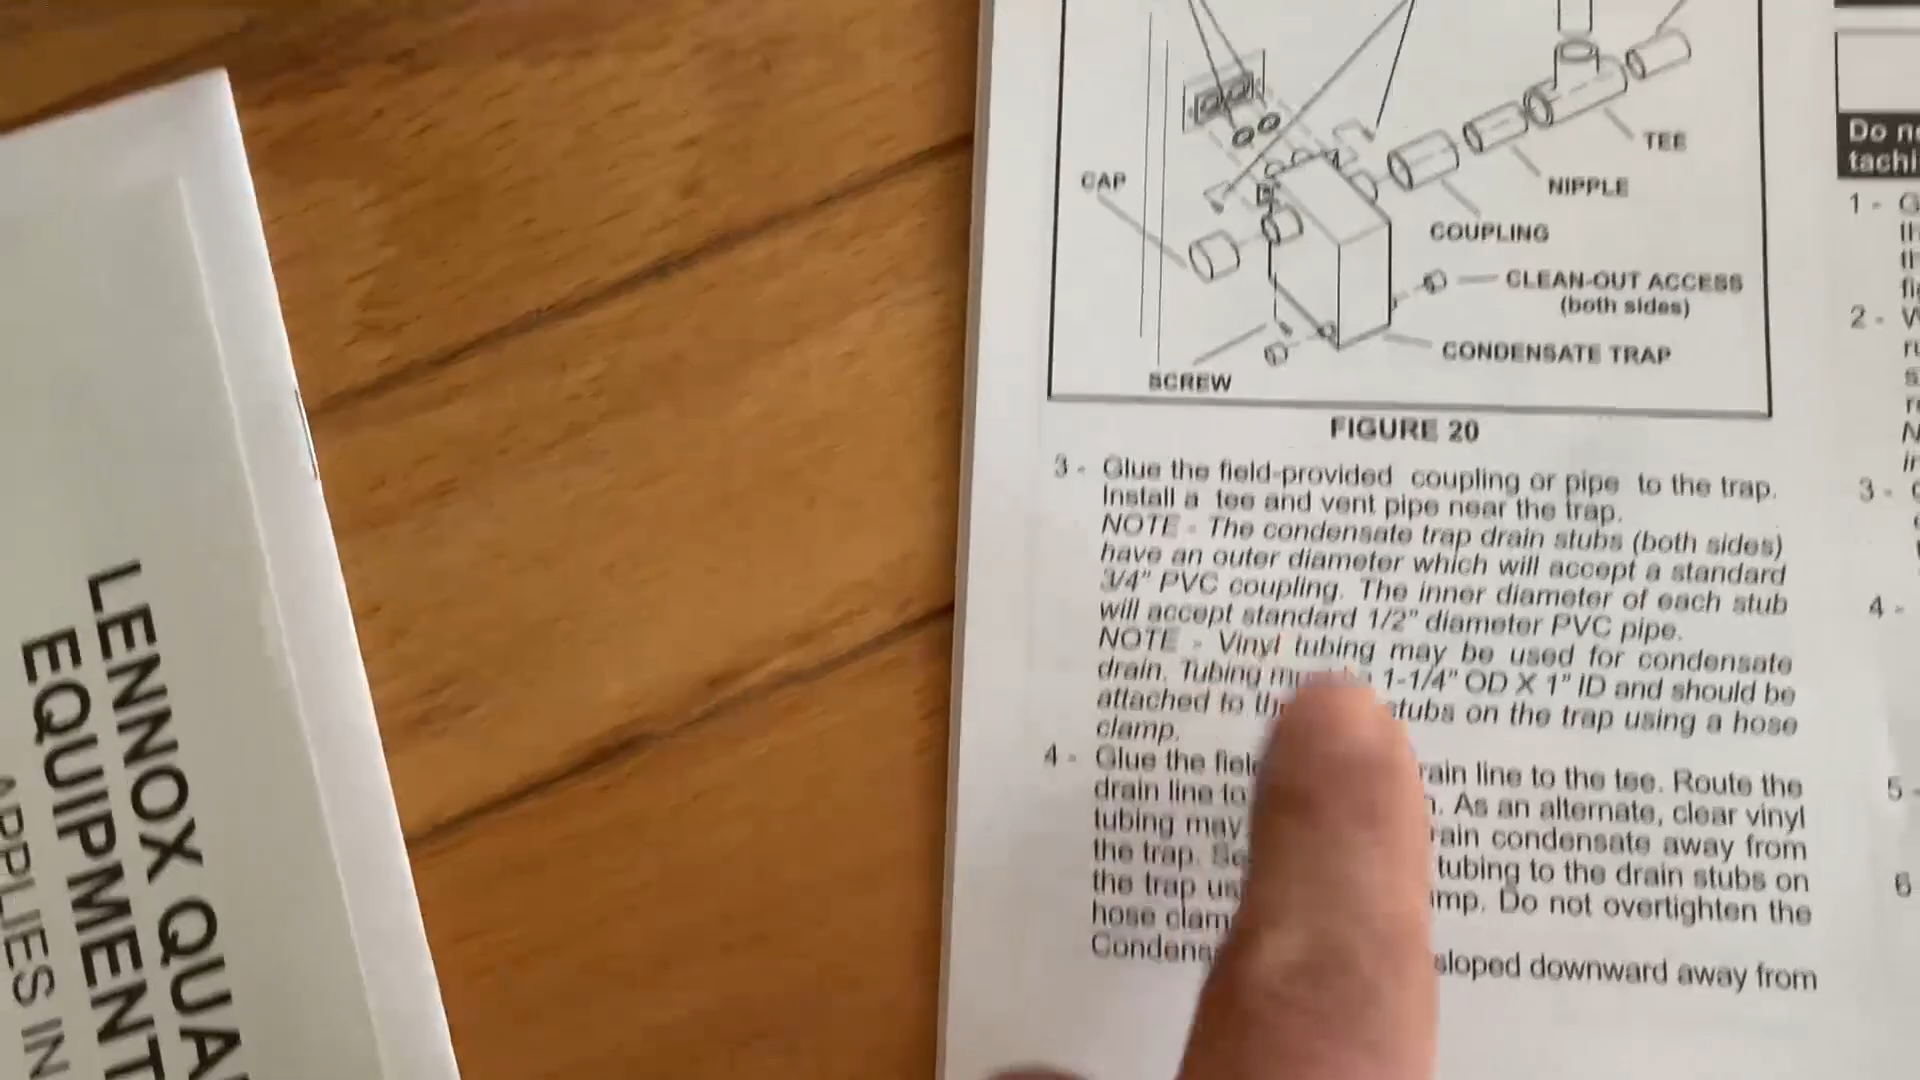 LENNOX QUA
EQUIPMENT
APPLIES IN
CAP
TEE
NIPPLE
COUPLING
CLEAN-OUT ACCESS
(both sides)
CONDENSATE TRAP
SCREW
FIGURE 20
3 - Glue the field-provided coupling or pipe to the trap.
Install a tee and vent pipe near the trap.
NOTE - The condensate trap drain stubs (both sides)
have an outer diameter which will accept a standard
3/4" PVC coupling. The inner diameter of each stub
will accept standard 1/2" diameter PVC pipe.
NOTE - Vinyl tubing may be used for condensate
drain. Tubing 1-1/4" OD X 1" ID and should be
attached to stubs on the trap using a hose
clamp.
4 - Glue the rain line to the tee. Route the
drain line to . As an alternate, clear vinyl
tubing may rain condensate away from
the trap. tubing to the drain stubs on
the trap Do not overtighten the
hose clam
sloped downward away from
Do
tachi
1 -
2 -
3 -
4 -
5 -
6